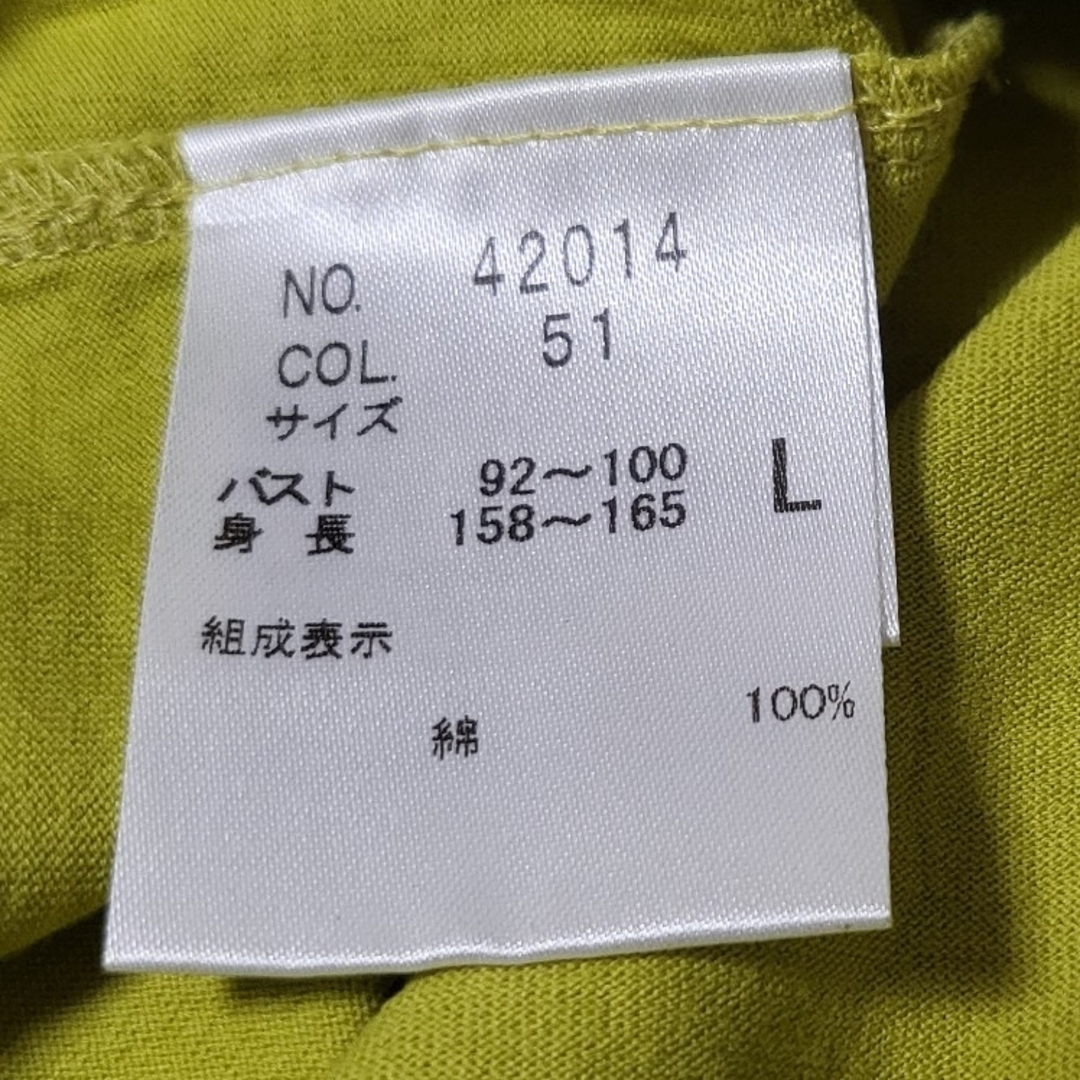 NO. 42014
COL. 51
サイズ
バスト 92～100 L
身 長 158～165
組成表示
綿 100%